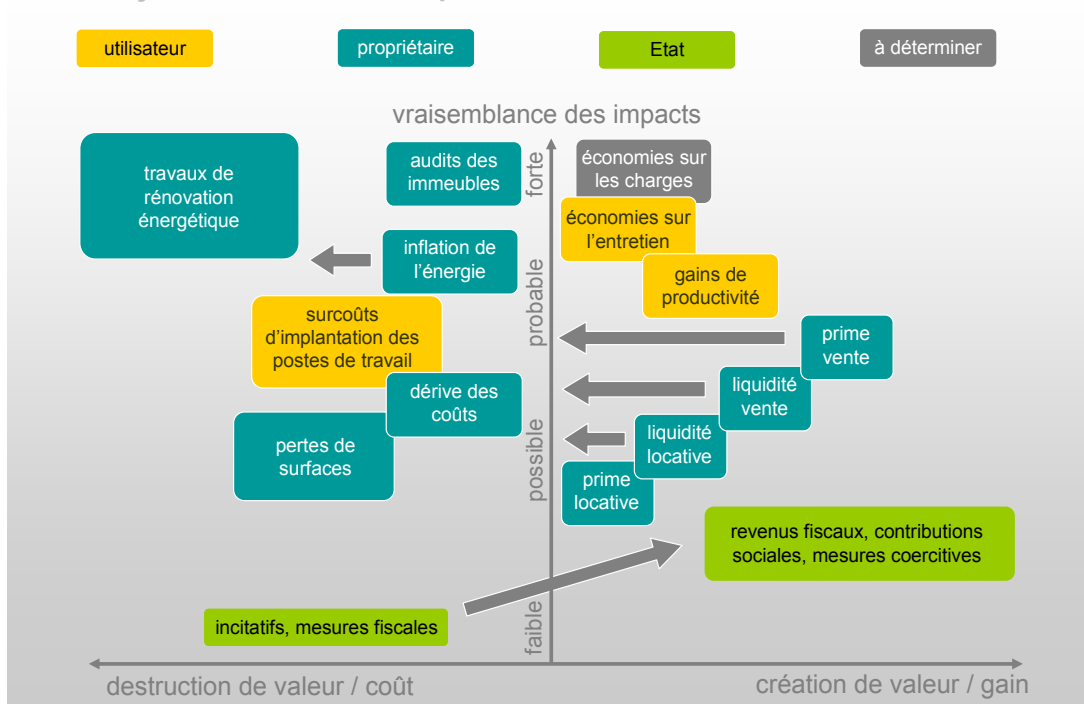 utilisateur
propriétaire
Etat
à déterminer
vraisemblance des impacts
travaux de
rénovation
énergétique
audits des
immeubles
forte
économies sur
les charges
économies sur
l'entretien
inflation de
l'énergie
gains de
productivité
probable
surcoûts
d'implantation des
postes de travail
prime
vente
dérive des
coûts
liquidité
vente
pertes de
surfaces
possible
liquidité
locative
prime
locative
revenus fiscaux, contributions
sociales, mesures coercitives
incitatifs, mesures fiscales
faible
destruction de valeur / coût
création de valeur / gain